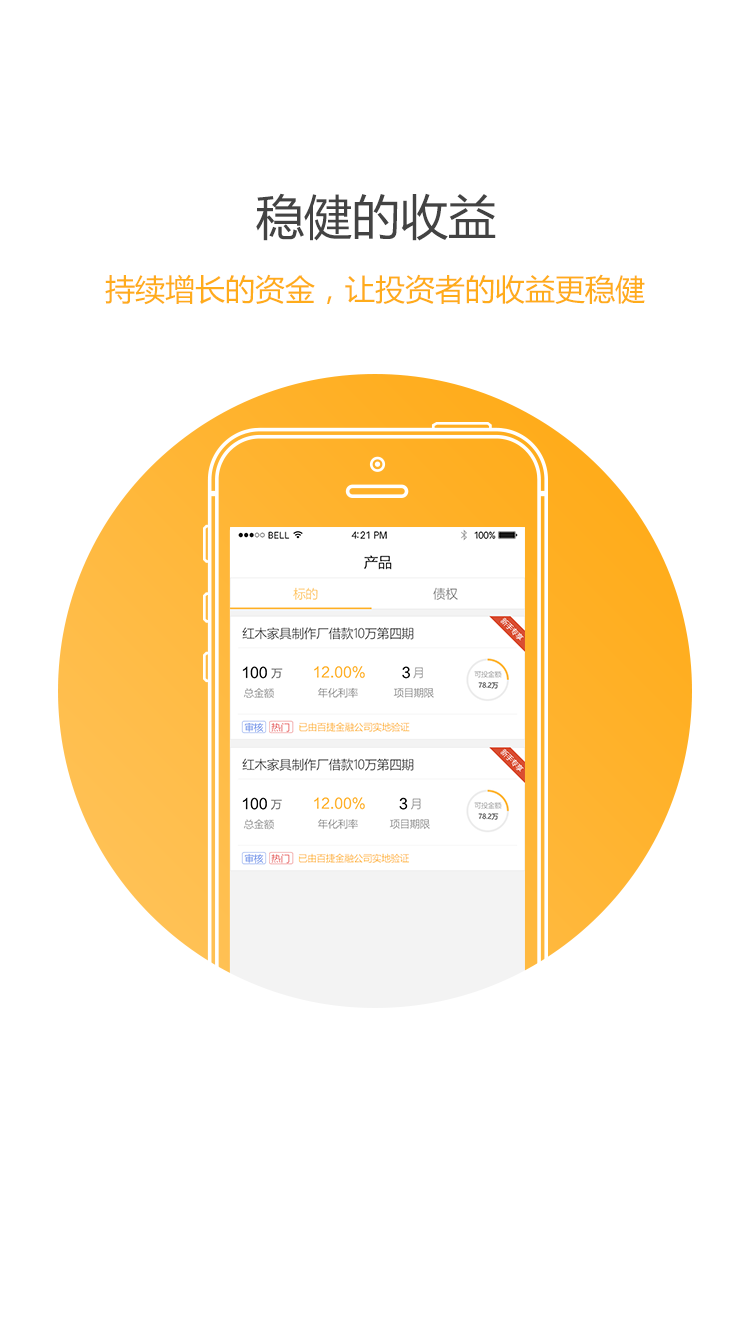 稳健的收益
持续增长的资金，让投资者的收益更稳健
BELL 4:21 PM 100%
产品
标的 债权
红木家具制作厂借款10万第四期 新手专享
100 万 12.00% 3 月 可投金额
78.2万
总金额 年化利率 项目期限
审核 热门 已由百捷金融公司实地验证
红木家具制作厂借款10万第四期 新手专享
100 万 12.00% 3 月 可投金额
78.2万
总金额 年化利率 项目期限
审核 热门 已由百捷金融公司实地验证